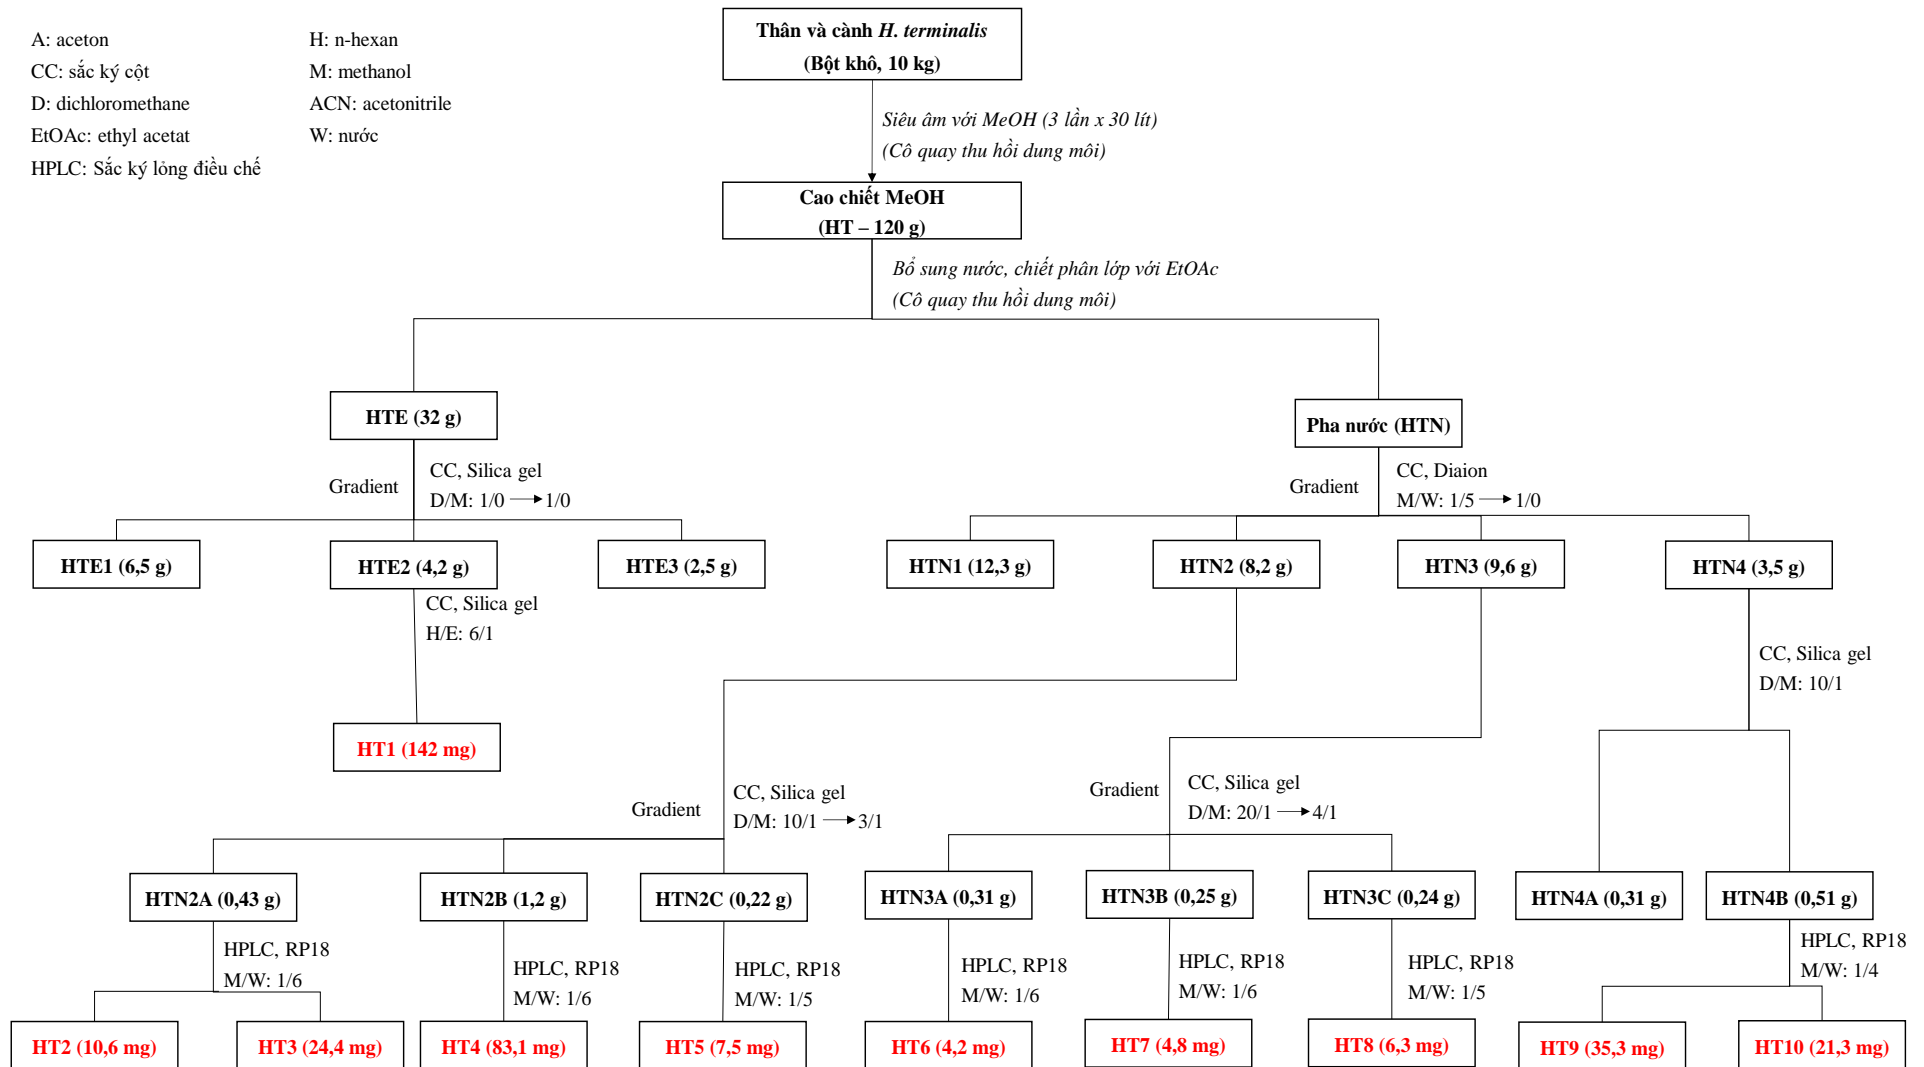 A: aceton
CC: sắc ký cột
D: dichloromethane
EtOAc: ethyl acetat
HPLC: Sắc ký lỏng điều chế
H: n-hexan
M: methanol
ACN: acetonitrile
W: nước
Thân và cành H. terminalis
(Bột khô, 10 kg)
Siêu âm với MeOH (3 lần x 30 lít)
(Cô quay thu hồi dung môi)
Cao chiết MeOH
(HT – 120 g)
Bổ sung nước, chiết phân lớp với EtOAc
(Cô quay thu hồi dung môi)
HTE (32 g)
Pha nước (HTN)
Gradient
CC, Silica gel
D/M: 1/0 → 1/0
Gradient
CC, Diaion
M/W: 1/5 → 1/0
HTE1 (6,5 g)
HTE2 (4,2 g)
HTE3 (2,5 g)
HTN1 (12,3 g)
HTN2 (8,2 g)
HTN3 (9,6 g)
HTN4 (3,5 g)
CC, Silica gel
H/E: 6/1
CC, Silica gel
D/M: 10/1
HT1 (142 mg)
Gradient
CC, Silica gel
D/M: 10/1 → 3/1
Gradient
CC, Silica gel
D/M: 20/1 → 4/1
HTN2A (0,43 g)
HTN2B (1,2 g)
HTN2C (0,22 g)
HTN3A (0,31 g)
HTN3B (0,25 g)
HTN3C (0,24 g)
HTN4A (0,31 g)
HTN4B (0,51 g)
HPLC, RP18
M/W: 1/6
HPLC, RP18
M/W: 1/6
HPLC, RP18
M/W: 1/5
HPLC, RP18
M/W: 1/6
HPLC, RP18
M/W: 1/6
HPLC, RP18
M/W: 1/5
HPLC, RP18
M/W: 1/4
HT2 (10,6 mg)
HT3 (24,4 mg)
HT4 (83,1 mg)
HT5 (7,5 mg)
HT6 (4,2 mg)
HT7 (4,8 mg)
HT8 (6,3 mg)
HT9 (35,3 mg)
HT10 (21,3 mg)